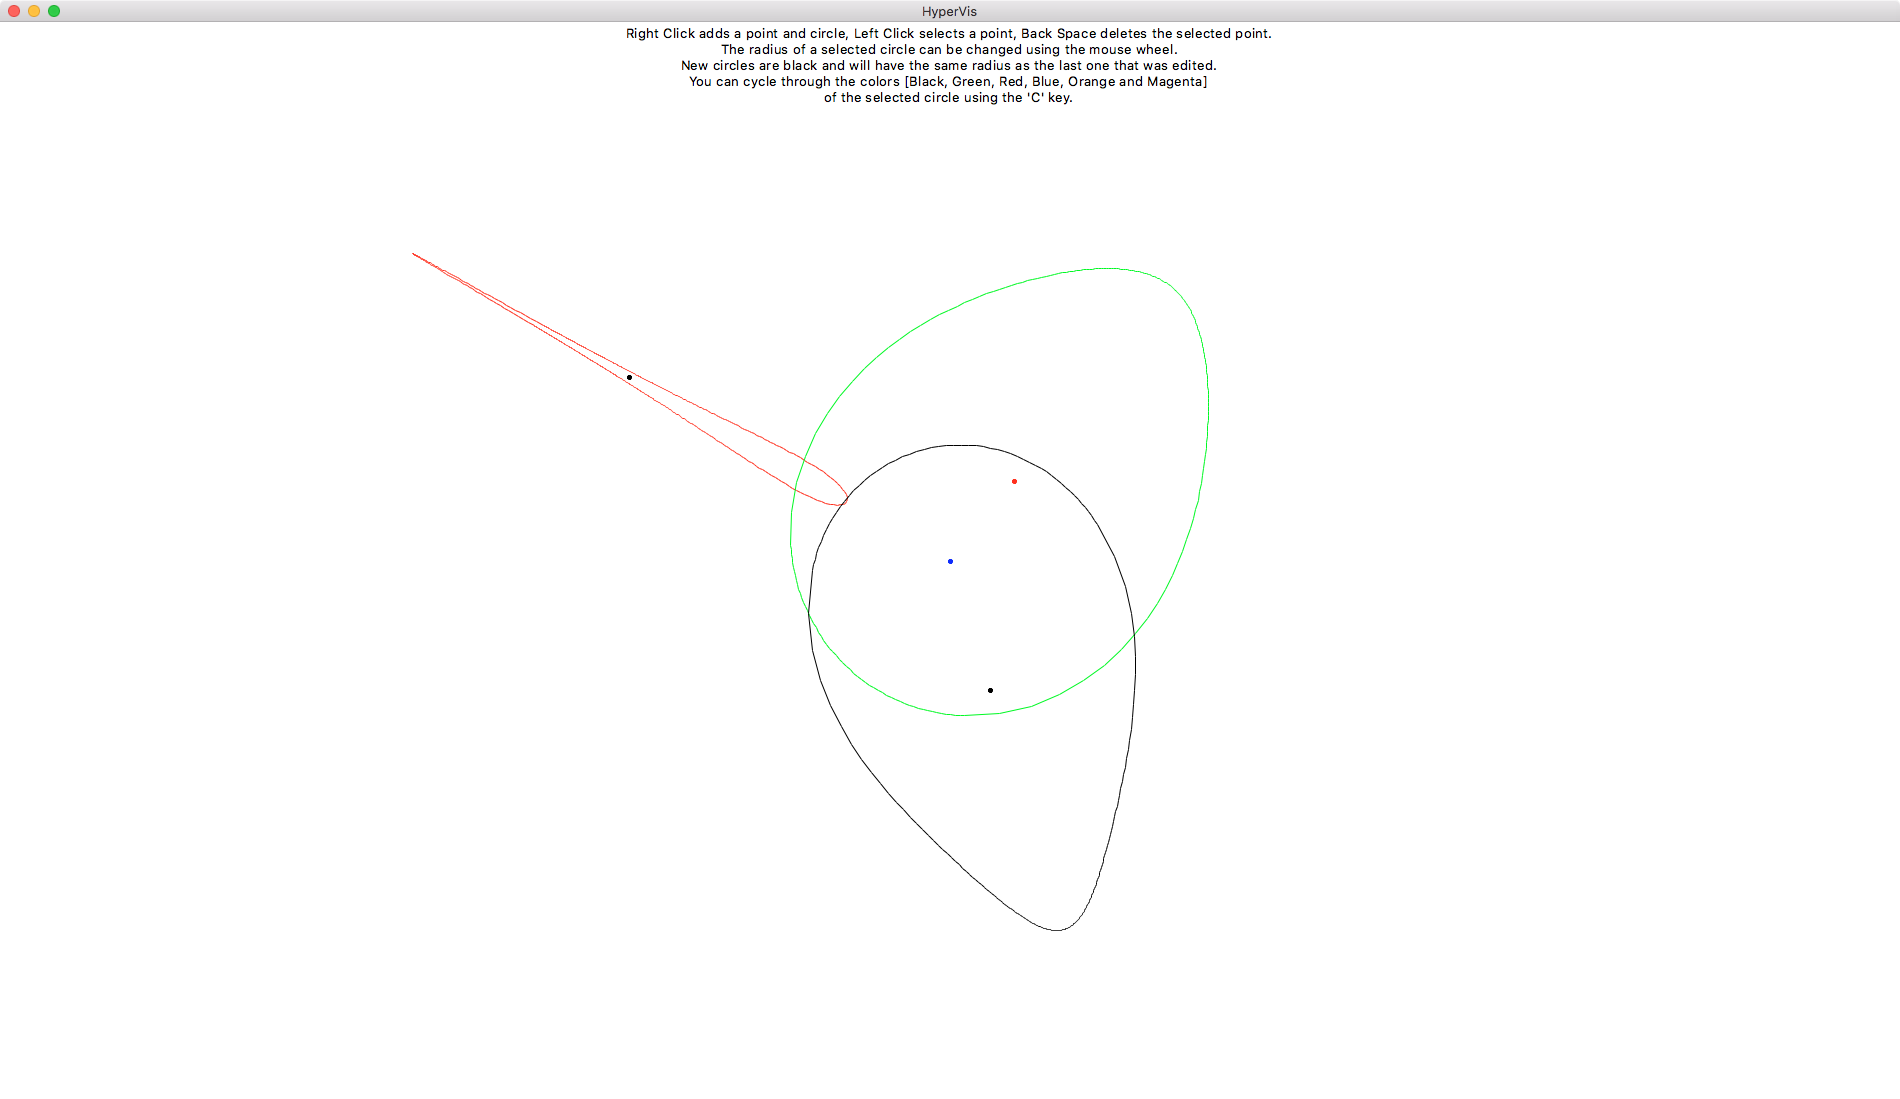 HyperVis
Right Click adds a point and circle, Left Click selects a point, Back Space deletes the selected point.
The radius of a selected circle can be changed using the mouse wheel.
New circles are black and will have the same radius as the last one that was edited.
You can cycle through the colors [Black, Green, Red, Blue, Orange and Magenta]
of the selected circle using the 'C' key.